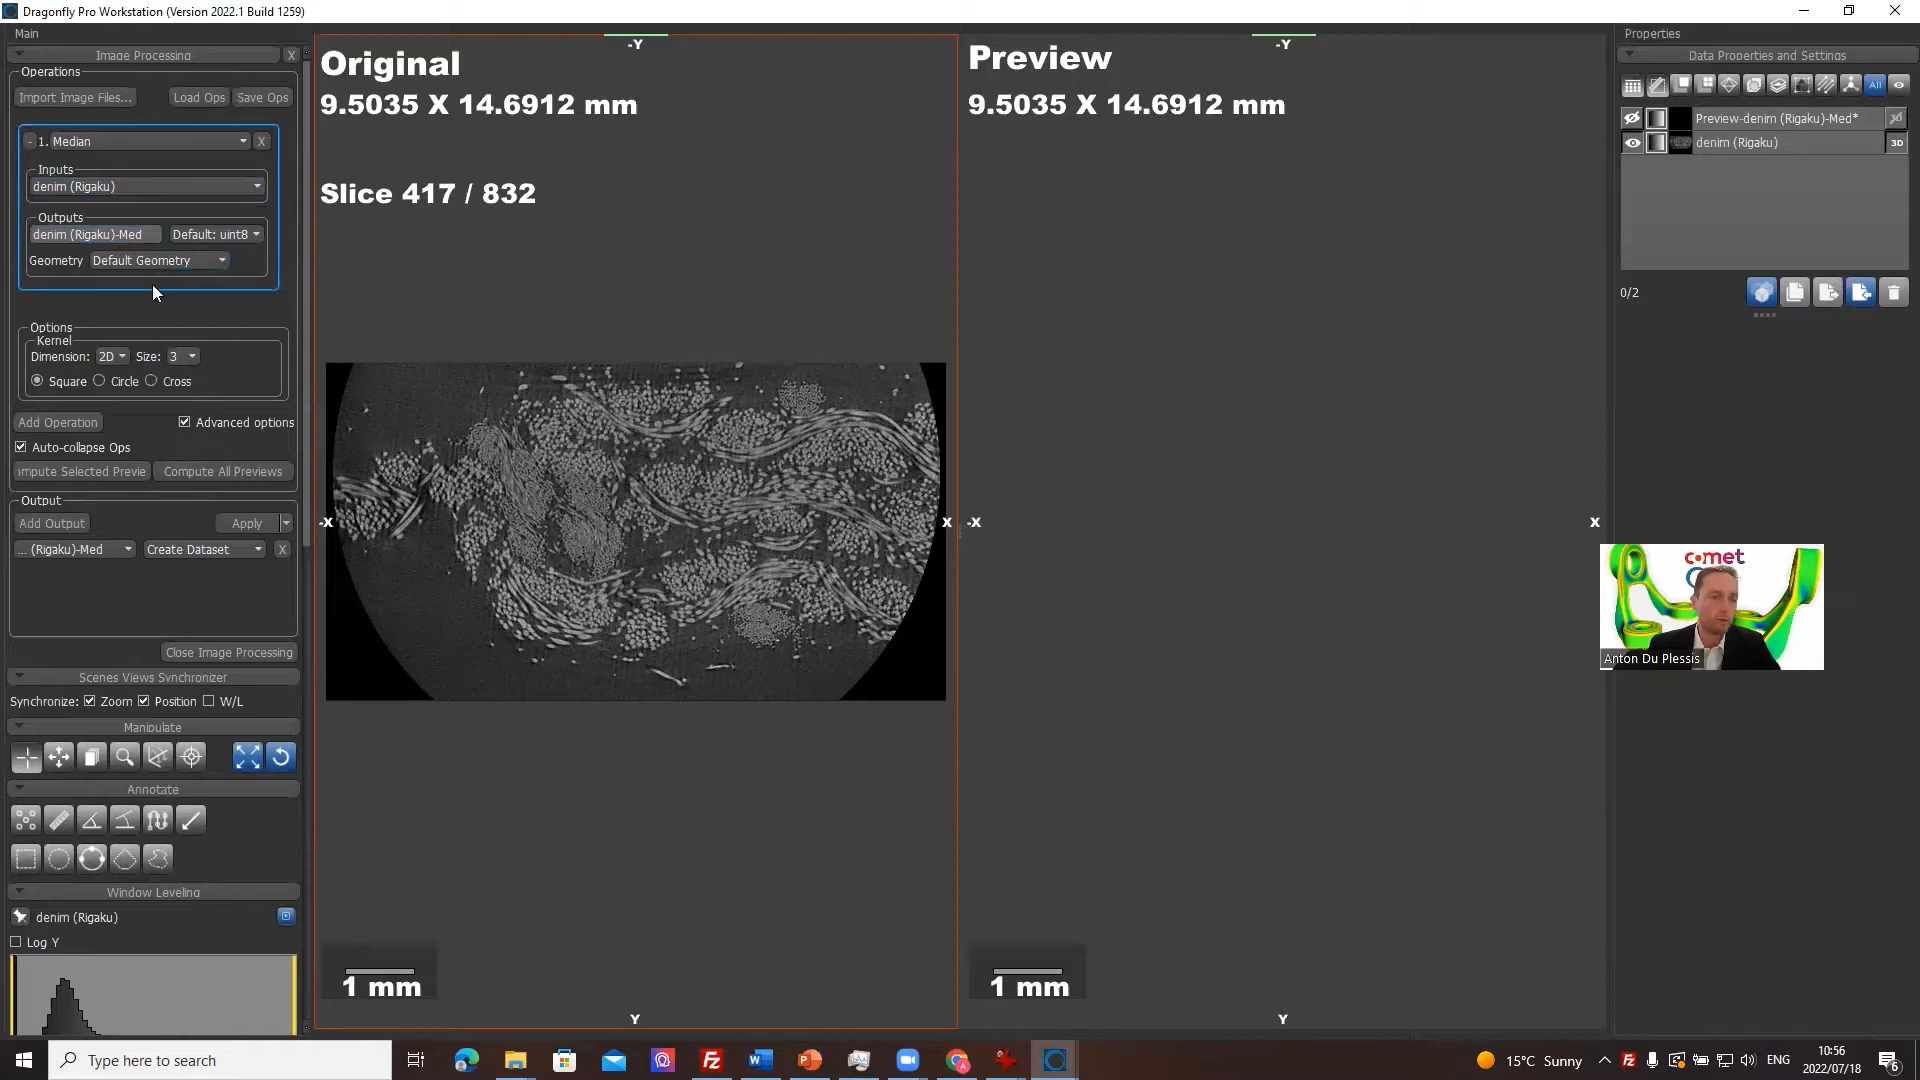 Dragonfly Pro Workstation (Version 2022.1 Build 1259)
Main
Image Processing
X
Operations
Import Image Files...
Load Ops
Save Ops
- 1. Median
X
Inputs
denim (Rigaku)
Outputs
denim (Rigaku)-Med
Default: uint8
Geometry
Default Geometry
Options
Kernel
Dimension: 2D Size: 3
Square Circle Cross
Add Operation
Advanced options
Auto-collapse Ops
mpute Selected Previe
Compute All Previews
Output
Add Output
Apply
... (Rigaku)-Med
Create Dataset
X
Close Image Processing
Scenes Views Synchronizer
Synchronize: Zoom Position W/L
Manipulate
Annotate
Window Leveling
denim (Rigaku)
Log Y
Original
9.5035 X 14.6912 mm
Slice 417 / 832
-Y
-X
X
1 mm
Y
Preview
9.5035 X 14.6912 mm
-Y
-X
X
1 mm
Y
Properties
Data Properties and Settings
All
Preview-denim (Rigaku)-Med*
denim (Rigaku)
3D
0/2
comet
Anton Du Plessis
Type here to search
15°C Sunny
ENG
10:56
2022/07/18
6